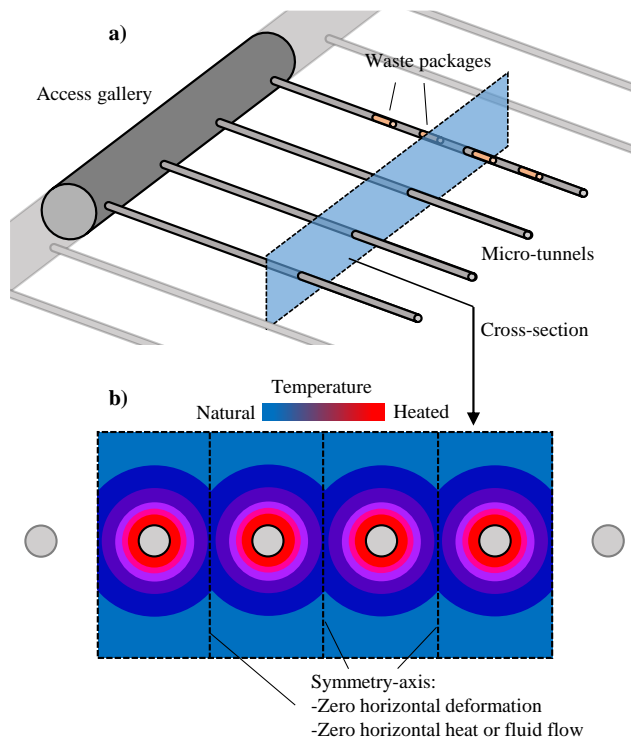 a)
Waste packages
Access gallery
Micro-tunnels
Cross-section
b)
Temperature
Natural
Heated
Symmetry-axis:
-Zero horizontal deformation
-Zero horizontal heat or fluid flow